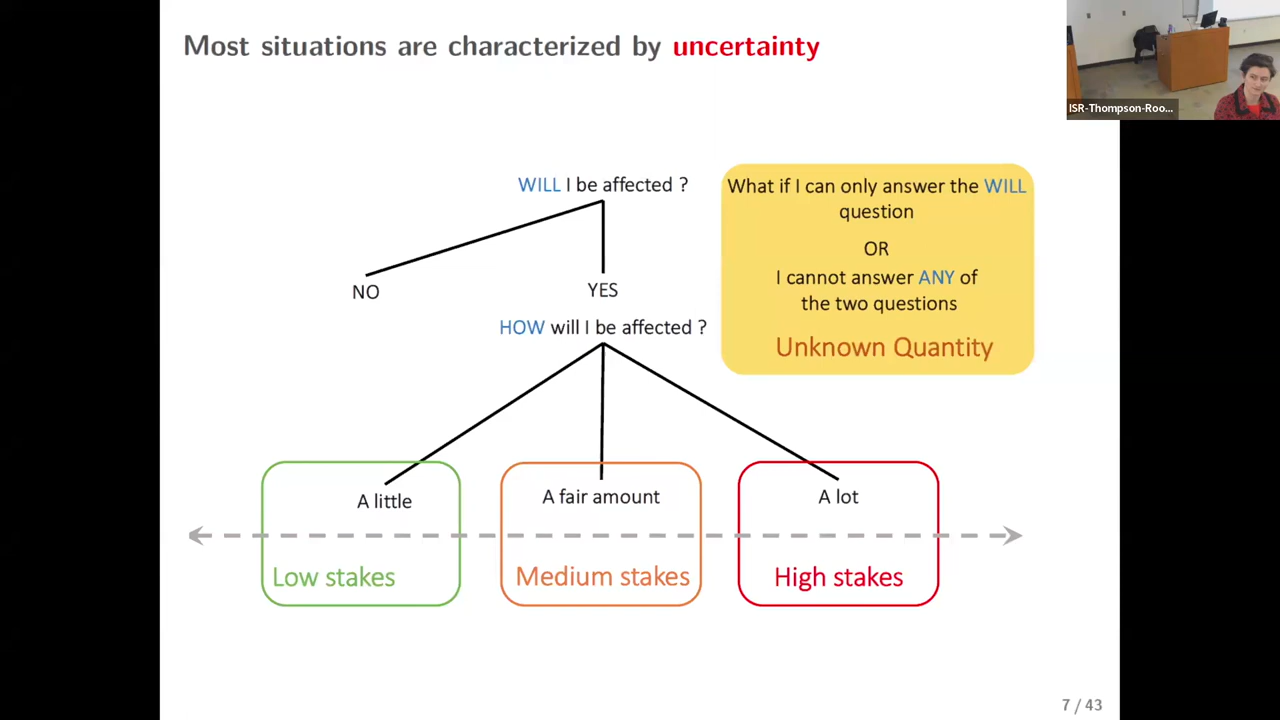 Most situations are characterized by uncertainty
ISR-Thompson-Roo...
WILL I be affected ?
What if I can only answer the WILL
question
OR
I cannot answer ANY of
the two questions
Unknown Quantity
NO
YES
HOW will I be affected ?
A little
A fair amount
A lot
Low stakes
Medium stakes
High stakes
7 / 43